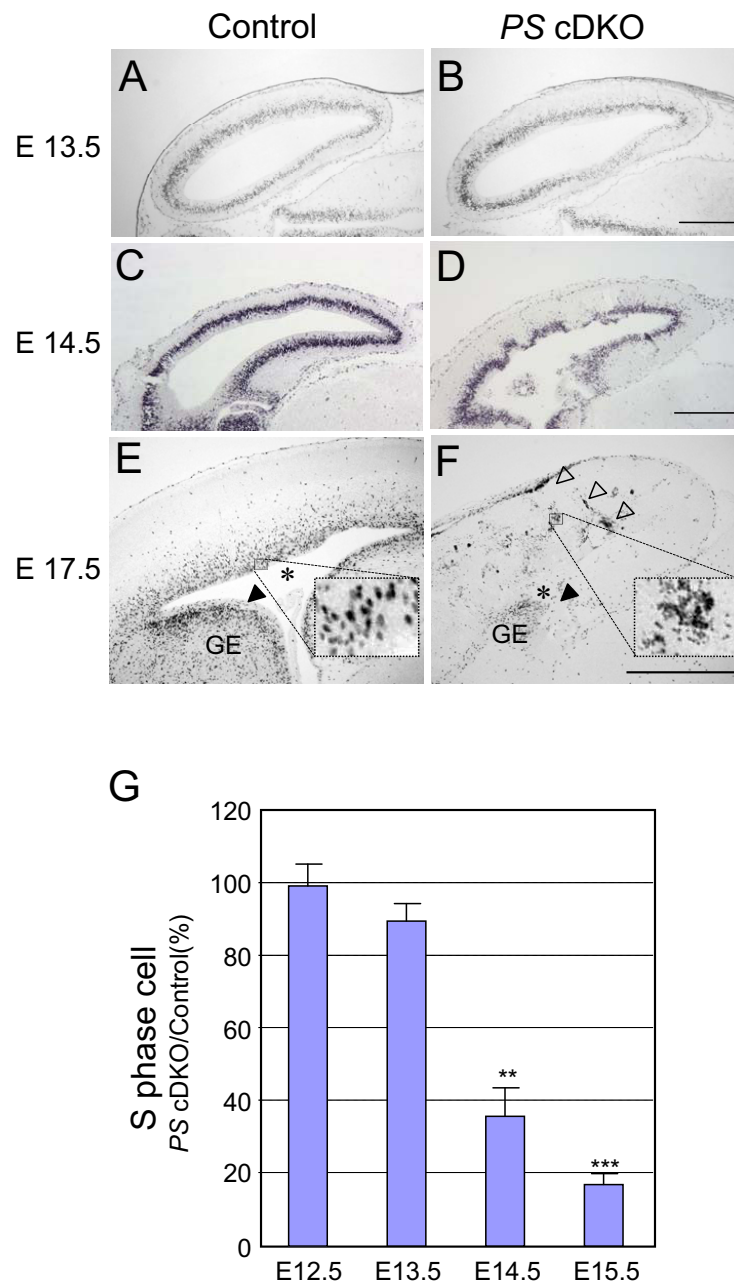 Control PS cDKO
A B
E 13.5
C D
E 14.5
E F
E 17.5
* *
GE GE
G
120
100
80
60
40
20
0
S phase cell
PS cDKO/Control(%)
** ***
E12.5 E13.5 E14.5 E15.5